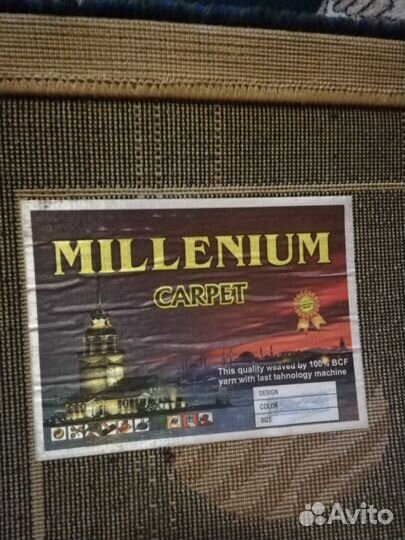 MILLENIUM
CARPET
This quality weaved by 100% BCF
yarn with last tehnology machine
DESIGN
COLOR
SIZE
Avito